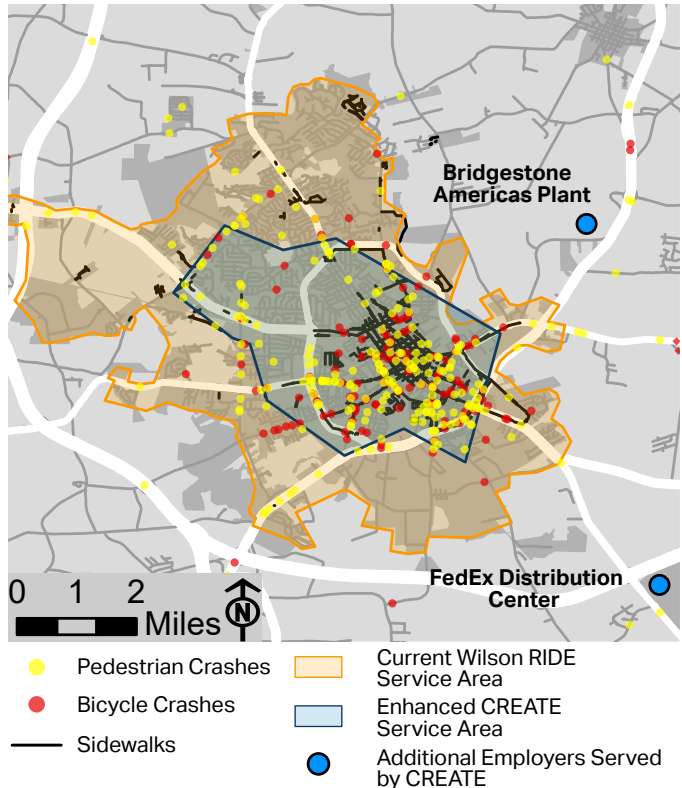 Bridgestone
Americas Plant
FedEx Distribution
Center
0 1 2
Miles
N
Pedestrian Crashes
Bicycle Crashes
Sidewalks
Current Wilson RIDE
Service Area
Enhanced CREATE
Service Area
Additional Employers Served
by CREATE